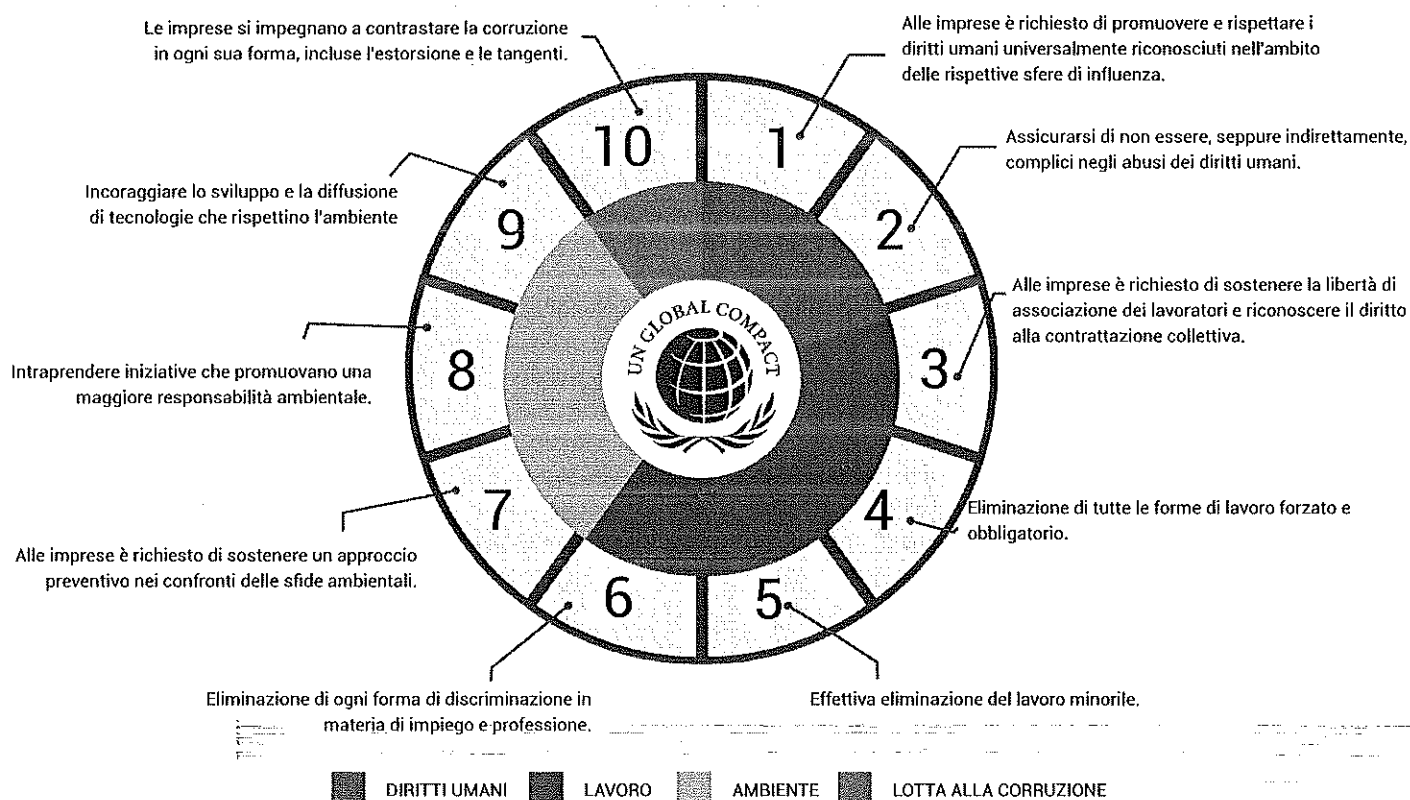 Le imprese si impegnano a contrastare la corruzione
in ogni sua forma, incluse l'estorsione e le tangenti.
Alle imprese è richiesto di promuovere e rispettare i
diritti umani universalmente riconosciuti nell'ambito
delle rispettive sfere di influenza.
Assicurarsi di non essere, seppure indirettamente,
complici negli abusi dei diritti umani.
Incoraggiare lo sviluppo e la diffusione
di tecnologie che rispettino l'ambiente
Alle imprese è richiesto di sostenere la libertà di
associazione dei lavoratori e riconoscere il diritto
alla contrattazione collettiva.
Intraprendere iniziative che promuovano una
maggiore responsabilità ambientale.
Eliminazione di tutte le forme di lavoro forzato e
obbligatorio.
Alle imprese è richiesto di sostenere un approccio
preventivo nei confronti delle sfide ambientali.
Eliminazione di ogni forma di discriminazione in
materia di impiego e professione.
Effettiva eliminazione del lavoro minorile.
10
1
9
2
8
3
7
4
6
5
UN GLOBAL COMPACT
DIRITTI UMANI
LAVORO
AMBIENTE
LOTTA ALLA CORRUZIONE